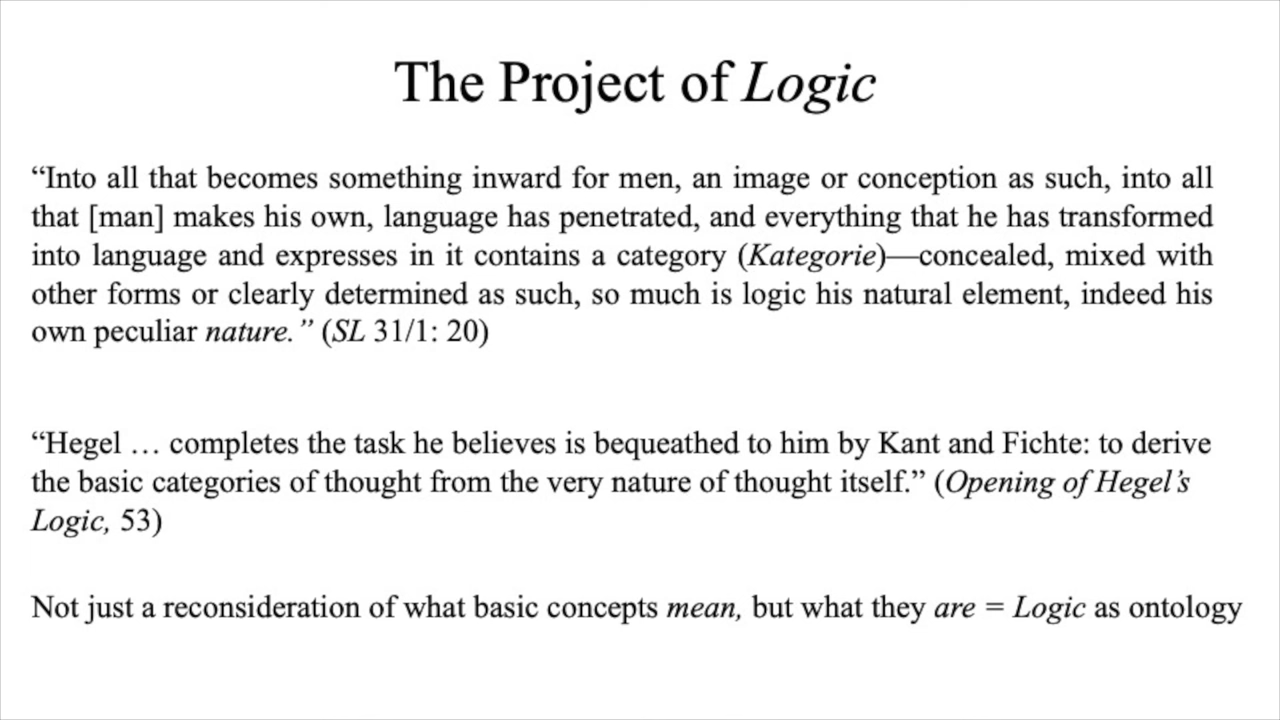 The Project of Logic
“Into all that becomes something inward for men, an image or conception as such, into all
that [man] makes his own, language has penetrated, and everything that he has transformed
into language and expresses in it contains a category (Kategorie)—concealed, mixed with
other forms or clearly determined as such, so much is logic his natural element, indeed his
own peculiar nature.” (SL 31/1: 20)
“Hegel … completes the task he believes is bequeathed to him by Kant and Fichte: to derive
the basic categories of thought from the very nature of thought itself.” (Opening of Hegel’s
Logic, 53)
Not just a reconsideration of what basic concepts mean, but what they are = Logic as ontology